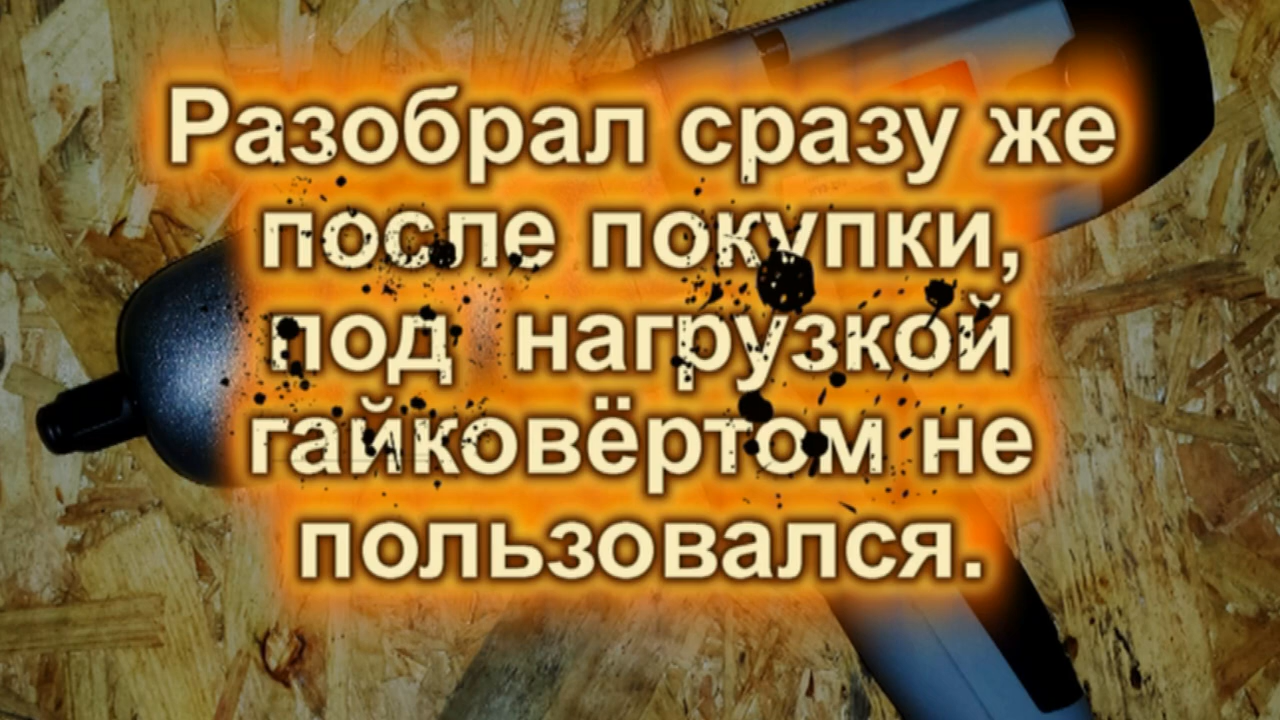 Разобрал сразу же
после покупки,
под нагрузкой
гайковёртом не
пользовался.